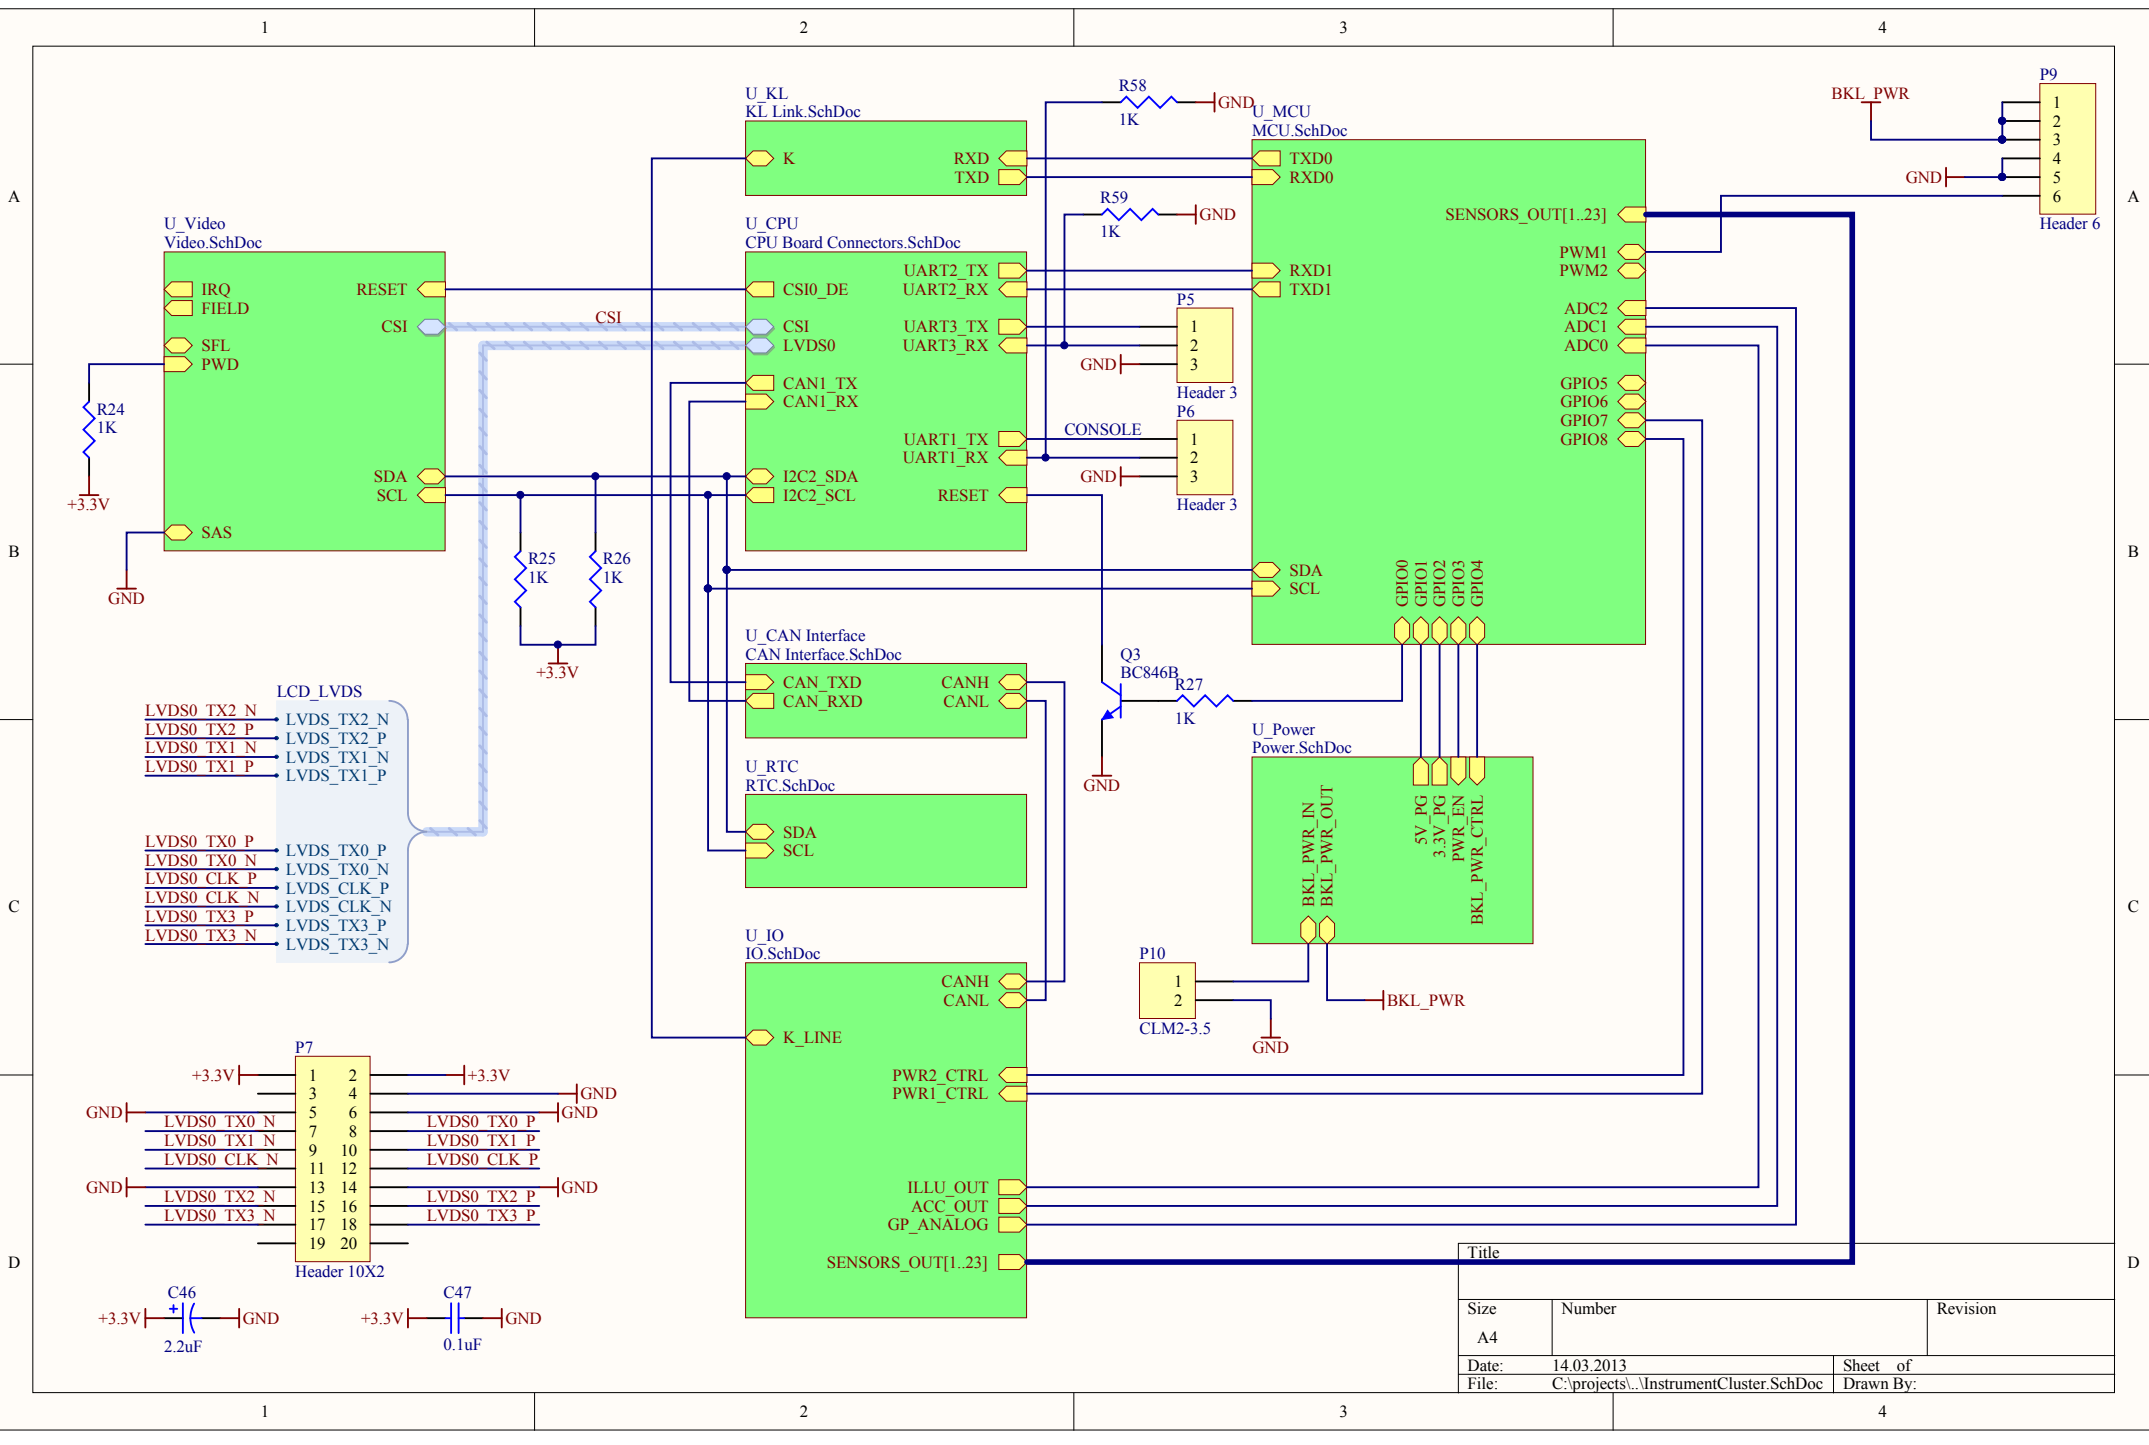 1 2 3 4
A
B
C
D
U_Video
Video.SchDoc
IRQ
FIELD
SFL
PWD
SAS
RESET
CSI
SDA
SCL
R24
1K
+3.3V
GND
CSI
R25
1K
R26
1K
+3.3V
LCD_LVDS
LVDS0_TX2_N LVDS_TX2_N
LVDS0_TX2_P LVDS_TX2_P
LVDS0_TX1_N LVDS_TX1_N
LVDS0_TX1_P LVDS_TX1_P
LVDS0_TX0_P LVDS_TX0_P
LVDS0_TX0_N LVDS_TX0_N
LVDS0_CLK_P LVDS_CLK_P
LVDS0_CLK_N LVDS_CLK_N
LVDS0_TX3_P LVDS_TX3_P
LVDS0_TX3_N LVDS_TX3_N
P7
+3.3V 1 2 +3.3V
3 4 GND
GND 5 6 GND
LVDS0_TX0_N 7 8 LVDS0_TX0_P
LVDS0_TX1_N 9 10 LVDS0_TX1_P
LVDS0_CLK_N 11 12 LVDS0_CLK_P
GND 13 14 GND
LVDS0_TX2_N 15 16 LVDS0_TX2_P
LVDS0_TX3_N 17 18 LVDS0_TX3_P
19 20
Header 10X2
C46
+3.3V + GND
2.2uF
C47
+3.3V GND
0.1uF
U_KL
KL Link.SchDoc
K RXD
TXD
U_CPU
CPU Board Connectors.SchDoc
UART2_TX
CSI0_DE UART2_RX
CSI UART3_TX
LVDS0 UART3_RX
CAN1_TX
CAN1_RX
UART1_TX
UART1_RX
I2C2_SDA
I2C2_SCL RESET
U_CAN Interface
CAN Interface.SchDoc
CAN_TXD CANH
CAN_RXD CANL
U_RTC
RTC.SchDoc
SDA
SCL
U_IO
IO.SchDoc
CANH
CANL
K_LINE
PWR2_CTRL
PWR1_CTRL
ILLU_OUT
ACC_OUT
GP_ANALOG
SENSORS_OUT[1..23]
R58
1K
GND
R59
1K
GND
P5
1
2
GND 3
Header 3
P6
CONSOLE 1
2
GND 3
Header 3
Q3
BC846B
R27
1K
GND
U_MCU
MCU.SchDoc
TXD0
RXD0
RXD1
TXD1
SDA
SCL
SENSORS_OUT[1..23]
PWM1
PWM2
ADC2
ADC1
ADC0
GPIO5
GPIO6
GPIO7
GPIO8
GPIO0
GPIO1
GPIO2
GPIO3
GPIO4
U_Power
Power.SchDoc
BKL_PWR_IN
BKL_PWR_OUT
5V_PG
3.3V_PG
PWR_EN
BKL_PWR_CTRL
P10
1
2
CLM2-3.5
GND
BKL_PWR
P9
BKL_PWR
GND
1
2
3
4
5
6
Header 6
Title
Size Number Revision
A4
Date: 14.03.2013 Sheet of
File: C:\projects\..\InstrumentCluster.SchDoc Drawn By:
A
B
C
D
1 2 3 4